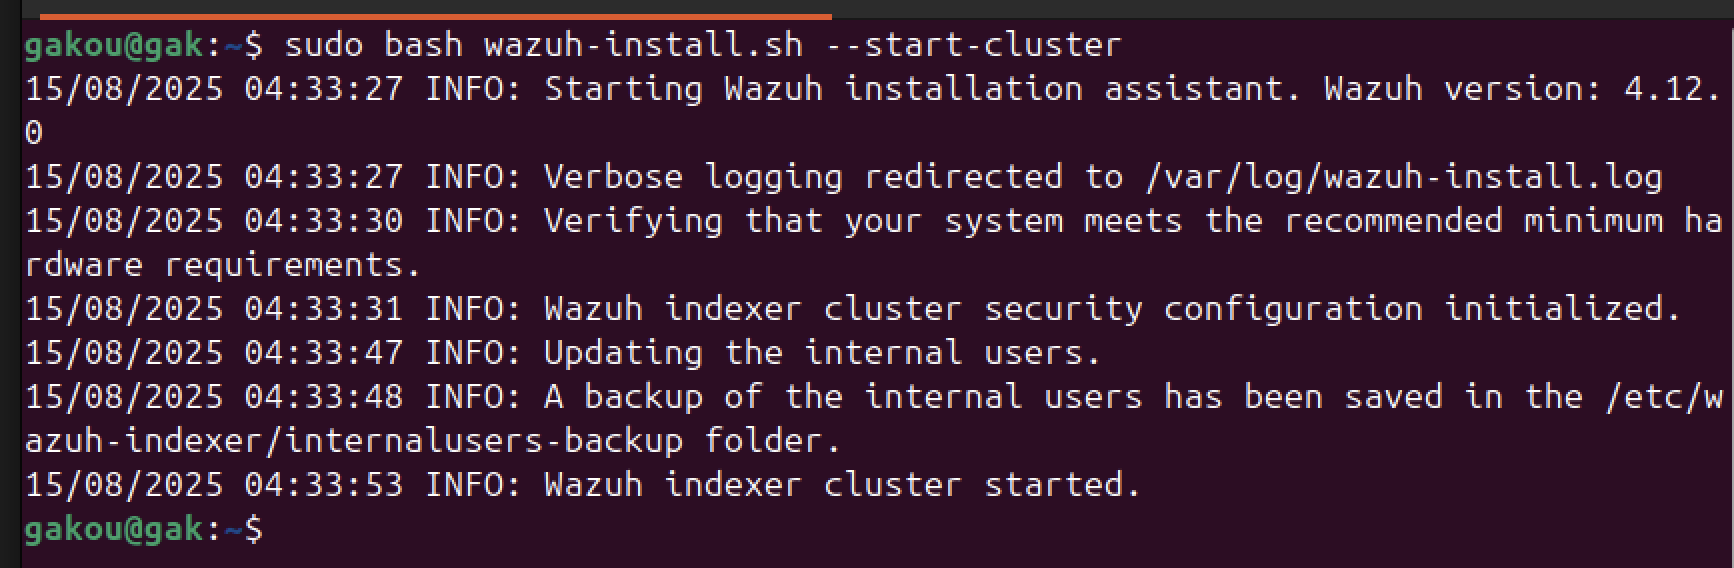 gakou@gak:~$ sudo bash wazuh-install.sh --start-cluster
15/08/2025 04:33:27 INFO: Starting Wazuh installation assistant. Wazuh version: 4.12.
0
15/08/2025 04:33:27 INFO: Verbose logging redirected to /var/log/wazuh-install.log
15/08/2025 04:33:30 INFO: Verifying that your system meets the recommended minimum ha
rdware requirements.
15/08/2025 04:33:31 INFO: Wazuh indexer cluster security configuration initialized.
15/08/2025 04:33:47 INFO: Updating the internal users.
15/08/2025 04:33:48 INFO: A backup of the internal users has been saved in the /etc/w
azuh-indexer/internalusers-backup folder.
15/08/2025 04:33:53 INFO: Wazuh indexer cluster started.
gakou@gak:~$